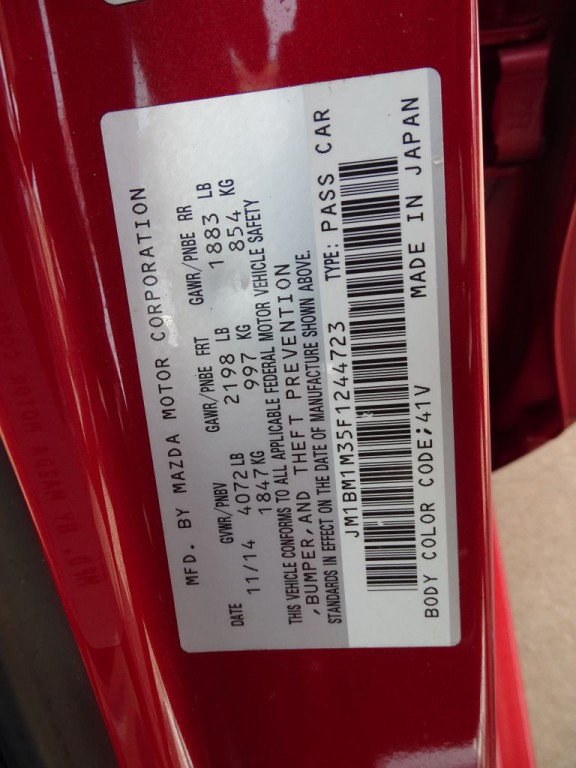 MFD. BY MAZDA MOTOR CORPORATION
DATE GVWR/PNBV GAWR/PNBE FRT GAWR/PNBE RR
11/14 4072 LB 2198 LB 1883 LB
1847 KG 997 KG 854 KG
THIS VEHICLE CONFORMS TO ALL APPLICABLE FEDERAL MOTOR VEHICLE SAFETY
,BUMPER,AND THEFT PREVENTION
STANDARDS IN EFFECT ON THE DATE OF MANUFACTURE SHOWN ABOVE.
JM1BM1M35F1244723 TYPE: PASS CAR
BODY COLOR CODE;41V MADE IN JAPAN